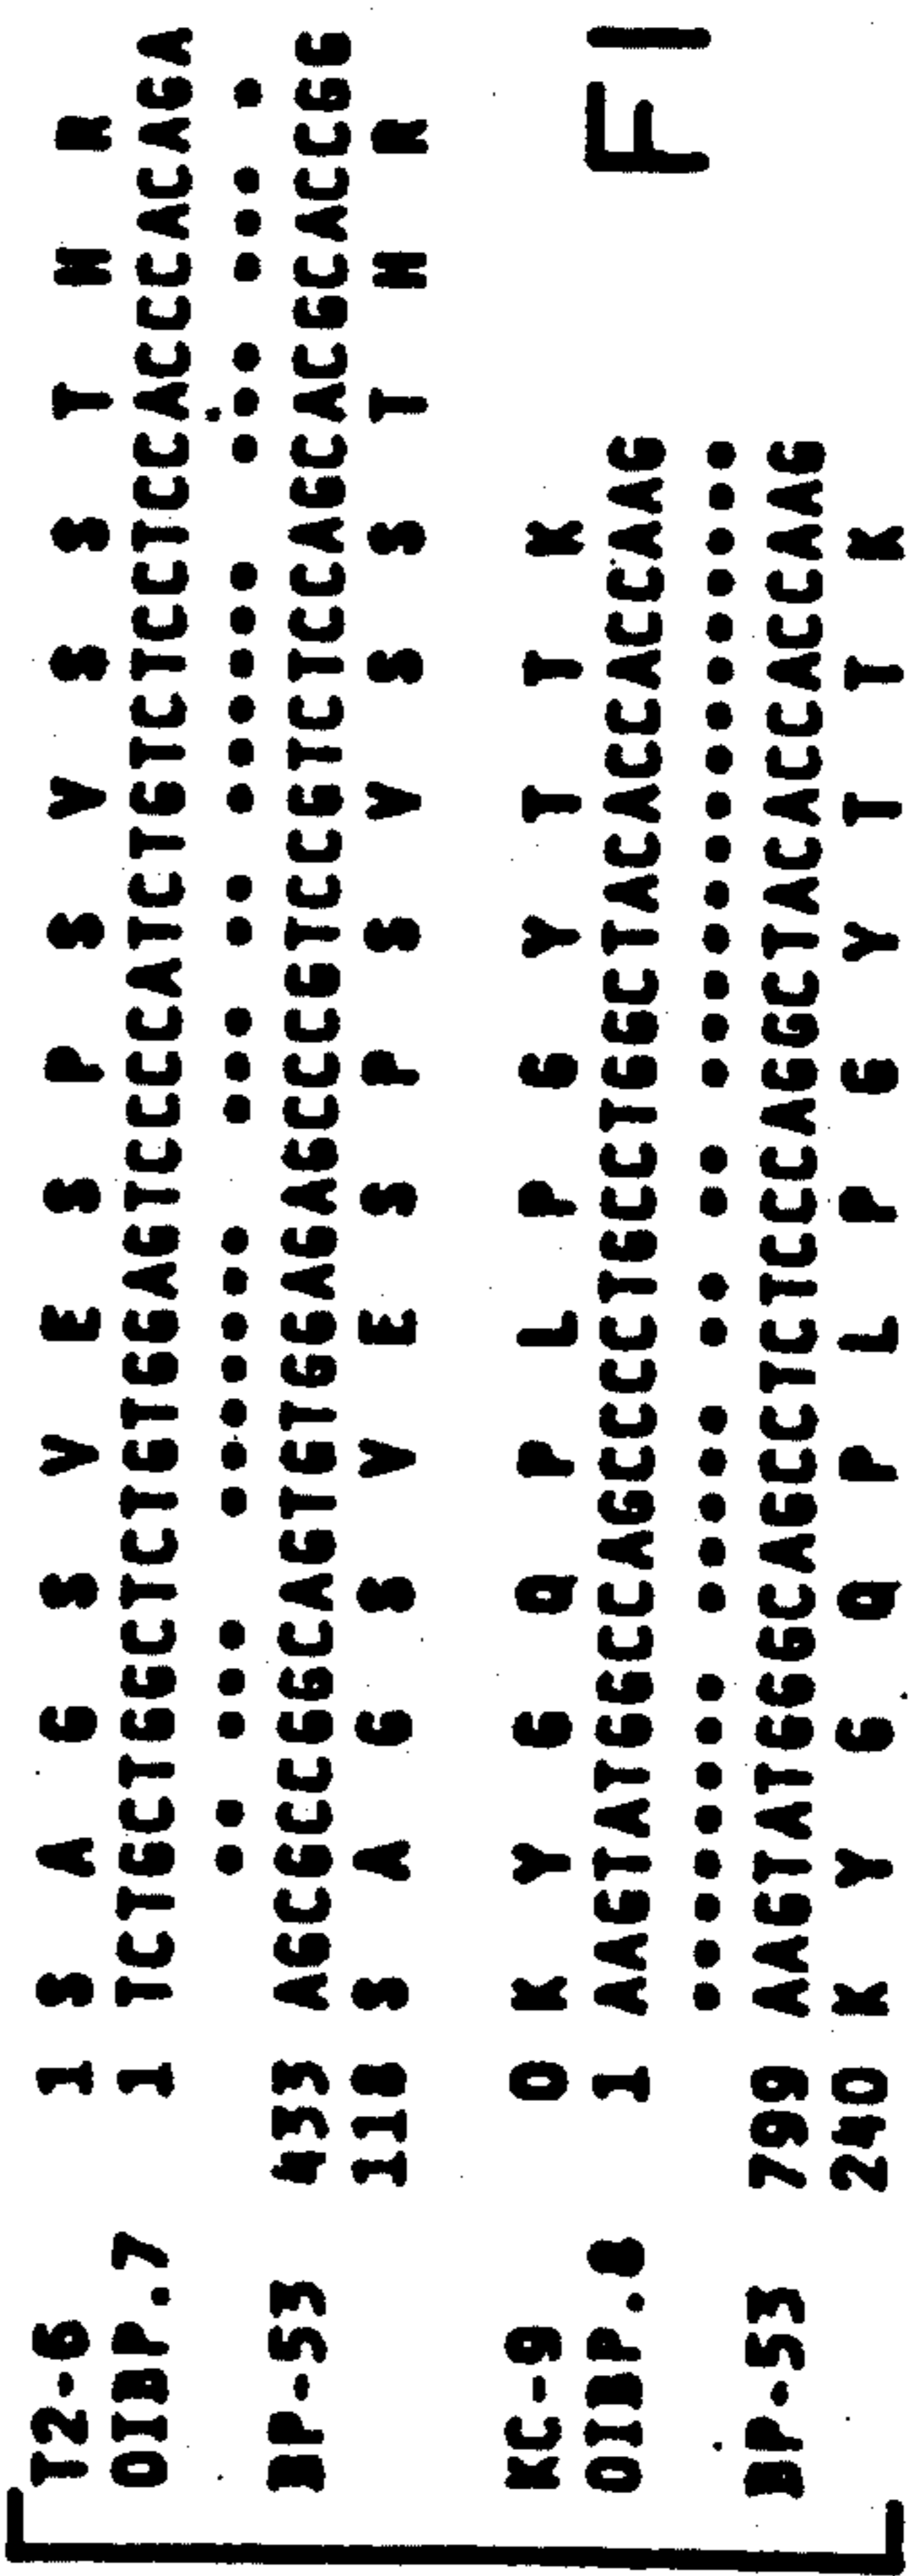 T2-6 1 S A G S V E S P S V S S T H R
OIBP.7 1 TCTGCTGGCTCTGTGGAGTCCCCATCTGTCTCCTCCACCCACAGA
BP-53 433 AGCGCCGGCAGTGTGGAGAGCCCGTCCGTCTCCAGCACGCACCGG
118 S A G S V E S P S V S S T H R
KC-9 0 K Y G Q P L P G Y T T K
OIBP.8 1 AAGTATGGCCAGCCCCTGCCTGGCTACACCACCAAG
BP-53 799 AAGTATGGGCAGCCTCTCCCAGGCTACACCACCAAG
240 K Y G Q P L P G Y T T K
FI